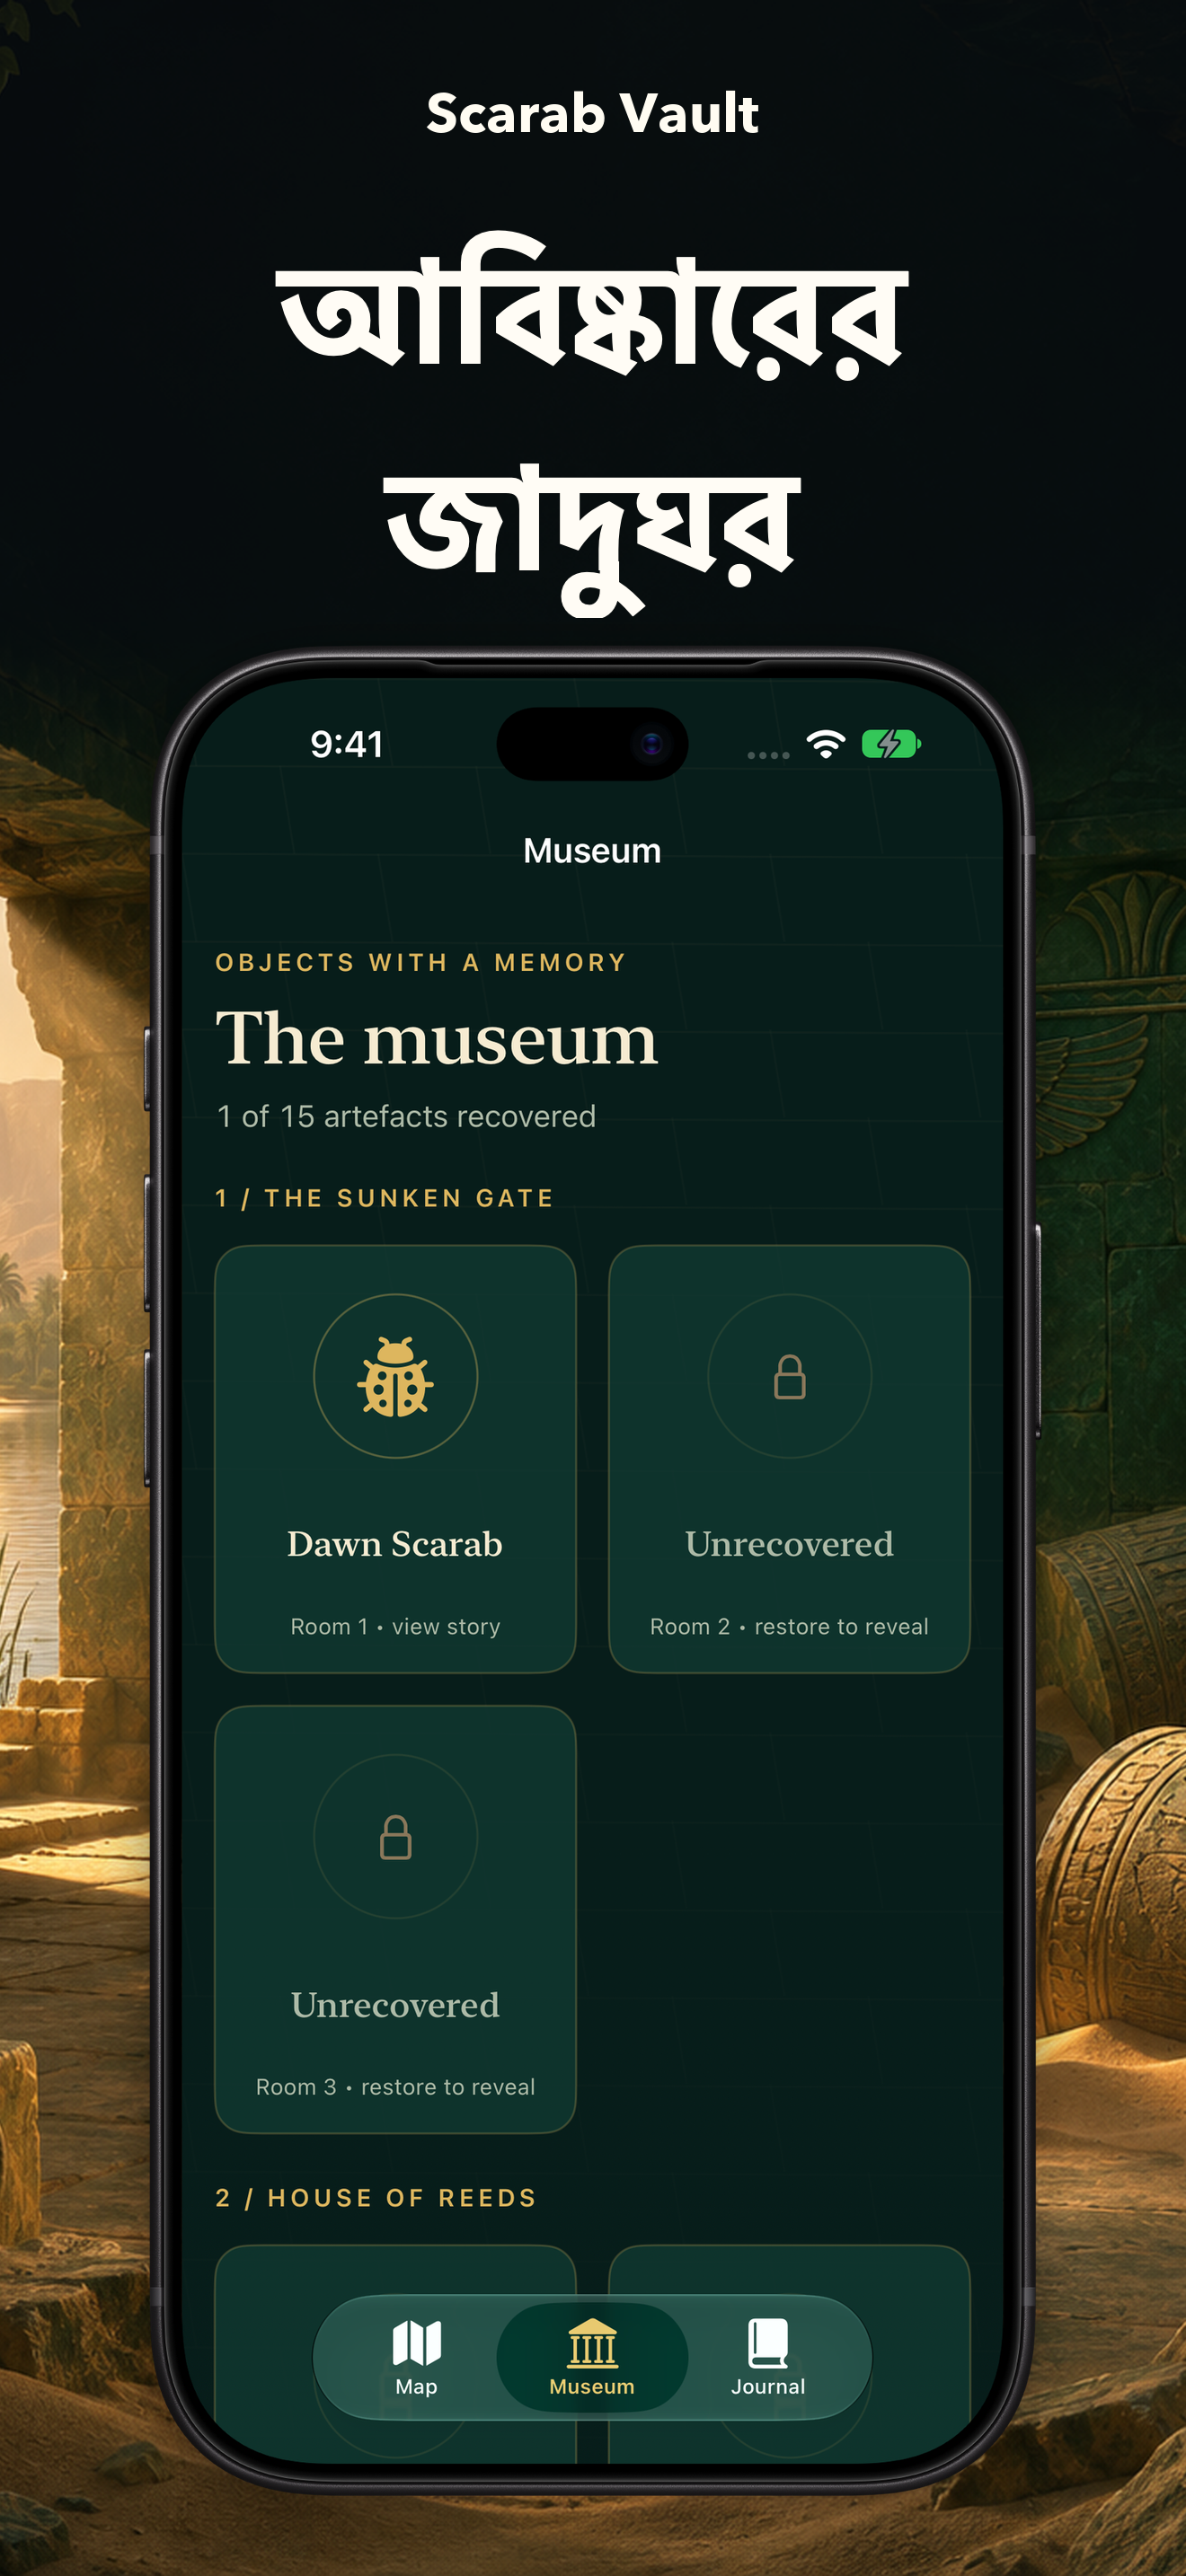 Scarab Vault
আবিষ্কারের
জাদুঘর
9:41
Museum
OBJECTS WITH A MEMORY
The museum
1 of 15 artefacts recovered
1 / THE SUNKEN GATE
Dawn Scarab
Room 1 • view story
Unrecovered
Room 2 • restore to reveal
Unrecovered
Room 3 • restore to reveal
2 / HOUSE OF REEDS
Map
Museum
Journal